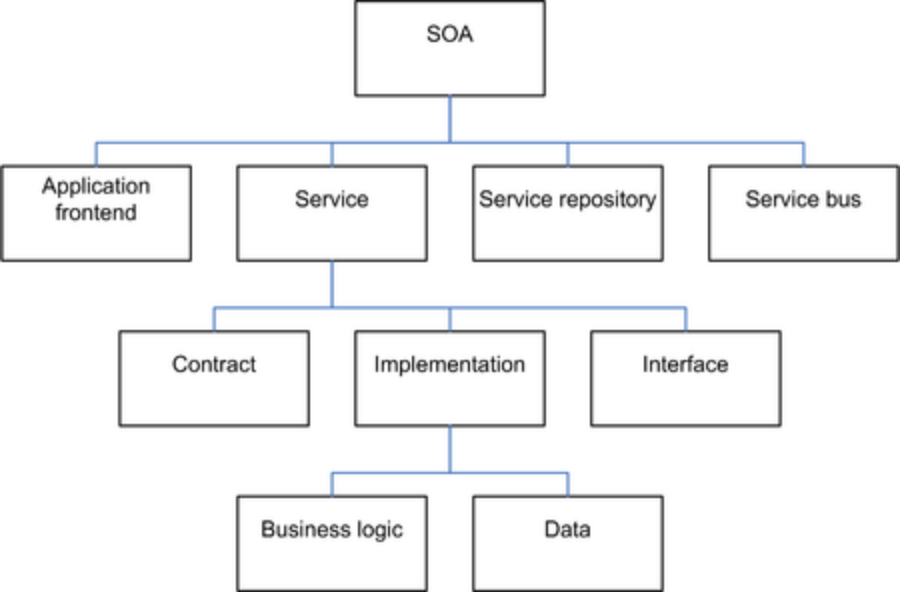 SOA
Application
frontend
Service
Service repository
Service bus
Contract
Implementation
Interface
Business logic
Data